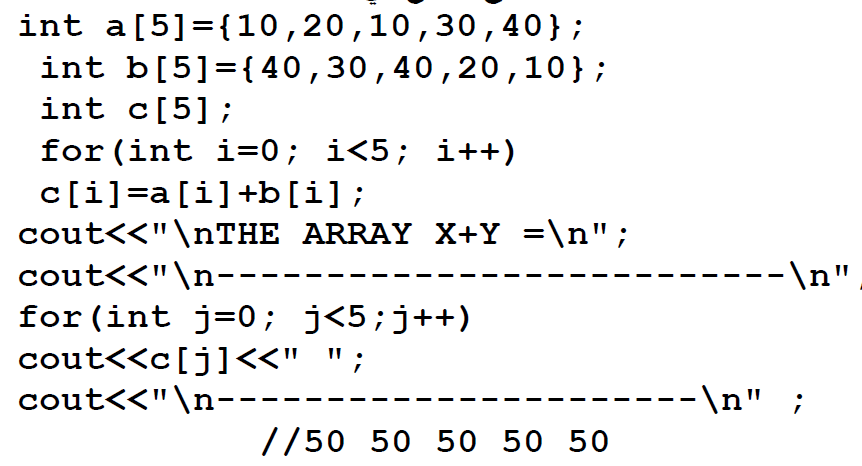 int a[5]={10,20,10,30,40};
int b[5]={40,30,40,20,10};
int c[5];
for(int i=0; i<5; i++)
c[i]=a[i]+b[i];
cout<<"\nTHE ARRAY X+Y =\n";
cout<<"\n--------------------------\n";
for(int j=0; j<5;j++)
cout<<c[j]<<" ";
cout<<"\n----------------------\n" ;
//50 50 50 50 50